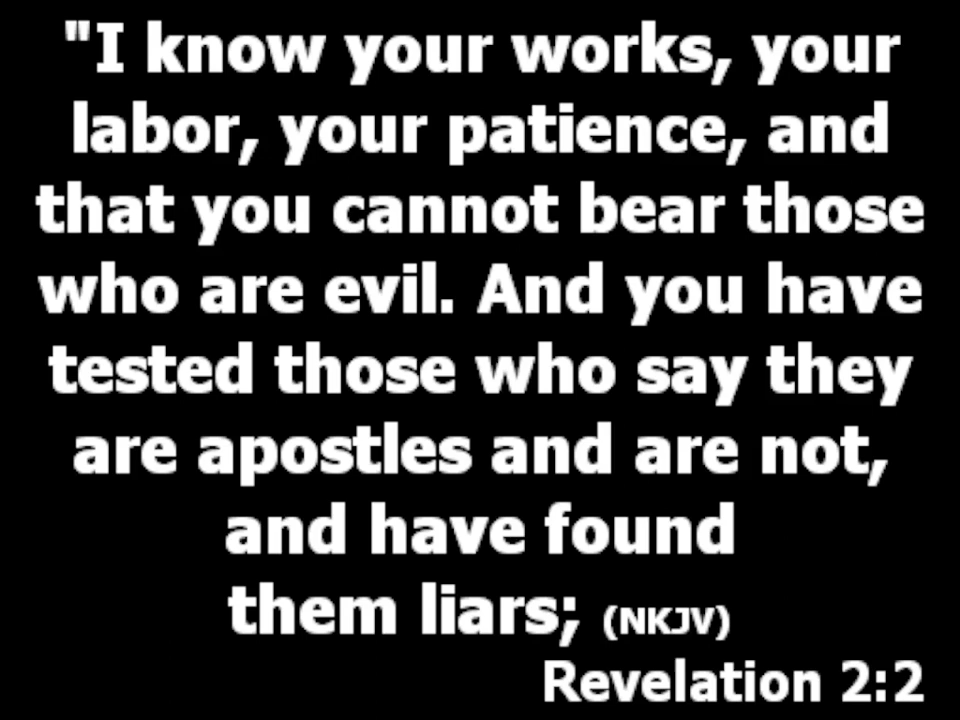 "I know your works, your
labor, your patience, and
that you cannot bear those
who are evil. And you have
tested those who say they
are apostles and are not,
and have found
them liars; (NKJV)
Revelation 2:2